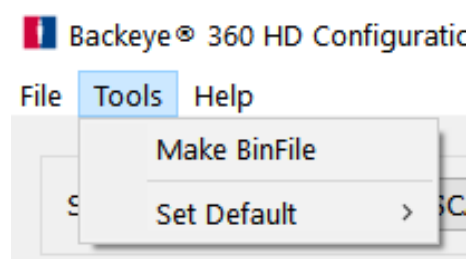 Backeye® 360 HD Configuratio
File Tools Help
Make BinFile
Set Default